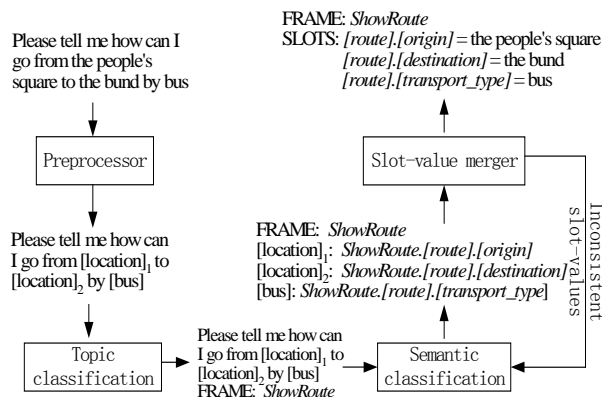 Please tell me how can I
go from the people's
square to the bund by bus
Preprocessor
Please tell me how can
I go from [location]₁ to
[location]₂ by [bus]
Topic
classification
Please tell me how can
I go from [location]₁ to
[location]₂ by [bus]
FRAME: ShowRoute
Semantic
classification
FRAME: ShowRoute
[location]₁: ShowRoute.[route].[origin]
[location]₂: ShowRoute.[route].[destination]
[bus]: ShowRoute.[route].[transport_type]
Slot-value merger
Inconsistent
slot-values
FRAME: ShowRoute
SLOTS: [route].[origin] = the people's square
[route].[destination] = the bund
[route].[transport_type] = bus